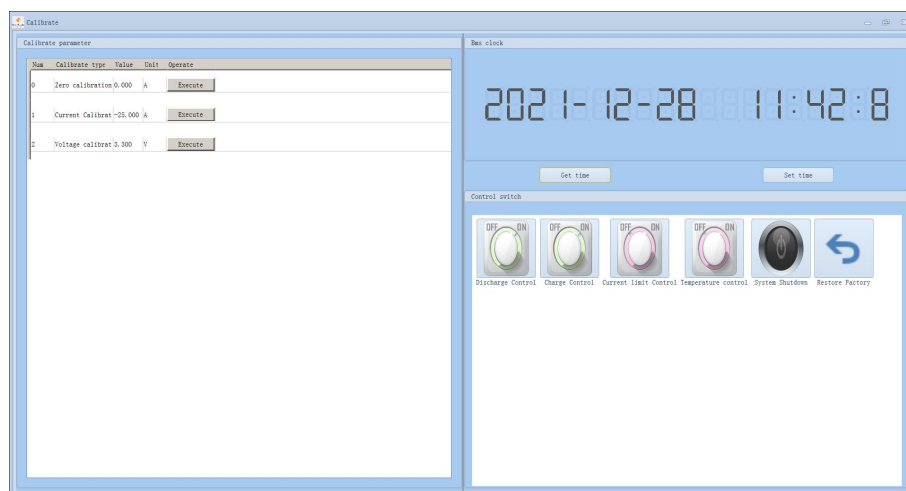 Calibrate
Calibrate parameter
Num Calibrate type Value Unit Operate
0 Zero calibration 0.000 A Execute
1 Current Calibrat -25.000 A Execute
2 Voltage calibrat 3.300 V Execute
Bms clock
2021-12-28 11:42:8
Get time Set time
Control switch
OFF ON OFF ON OFF ON OFF ON
Discharge Control Charge Control Current limit Control Temperature control System Shutdown Restore Factory